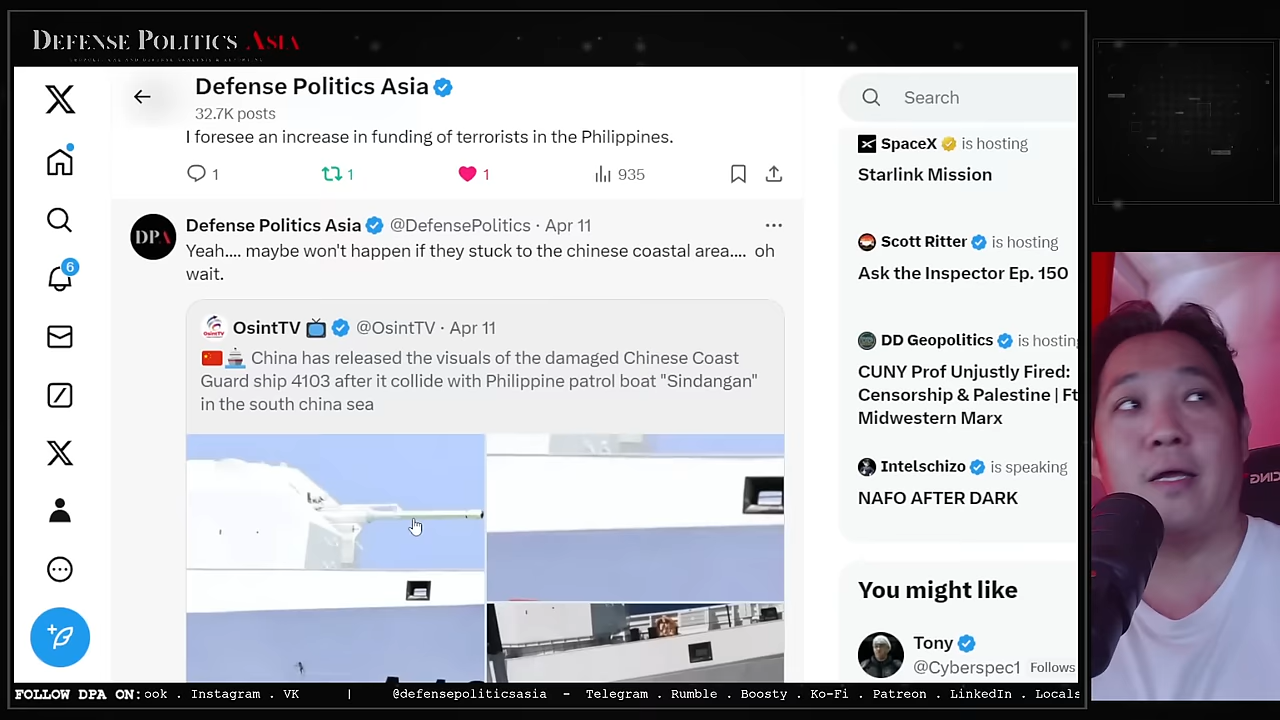 DEFENSE POLITICS ASIA
Defense Politics Asia
32.7K posts
I foresee an increase in funding of terrorists in the Philippines.
1
1
1
935
DPA
Defense Politics Asia @DefensePolitics · Apr 11
Yeah.... maybe won't happen if they stuck to the chinese coastal area.... oh
wait.
OsintTV @OsintTV · Apr 11
China has released the visuals of the damaged Chinese Coast
Guard ship 4103 after it collide with Philippine patrol boat "Sindangan"
in the south china sea
6
Search
SpaceX is hosting
Starlink Mission
Scott Ritter is hosting
Ask the Inspector Ep. 150
DD Geopolitics is hostin
CUNY Prof Unjustly Fired:
Censorship & Palestine | Ft
Midwestern Marx
Intelschizo is speaking
NAFO AFTER DARK
You might like
Tony
@Cyberspec1 Follows
FOLLOW DPA ON: ook . Instagram . VK | @defensepoliticsasia - Telegram . Rumble . Boosty . Ko-Fi . Patreon . LinkedIn . Locals